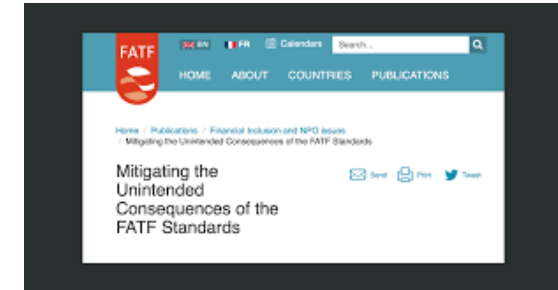 FATF
EN FR Calendars Search...
HOME ABOUT COUNTRIES PUBLICATIONS
Home / Publications / Financial Inclusion and NPO issues
/ Mitigating the Unintended Consequences of the FATF Standards
Mitigating the
Unintended
Consequences of the
FATF Standards
Send Print Tweet